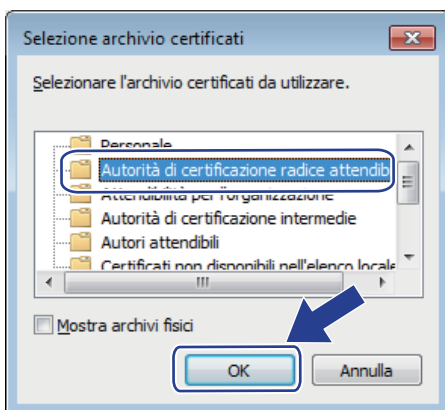 Selezione archivio certificati
Selezionare l'archivio certificati da utilizzare.
Personale
Autorità di certificazione radice attendib
Attendibilità per l'organizzazione
Autorità di certificazione intermedie
Autori attendibili
Certificati non disponibili nell'elenco locale
Mostra archivi fisici
OK
Annulla